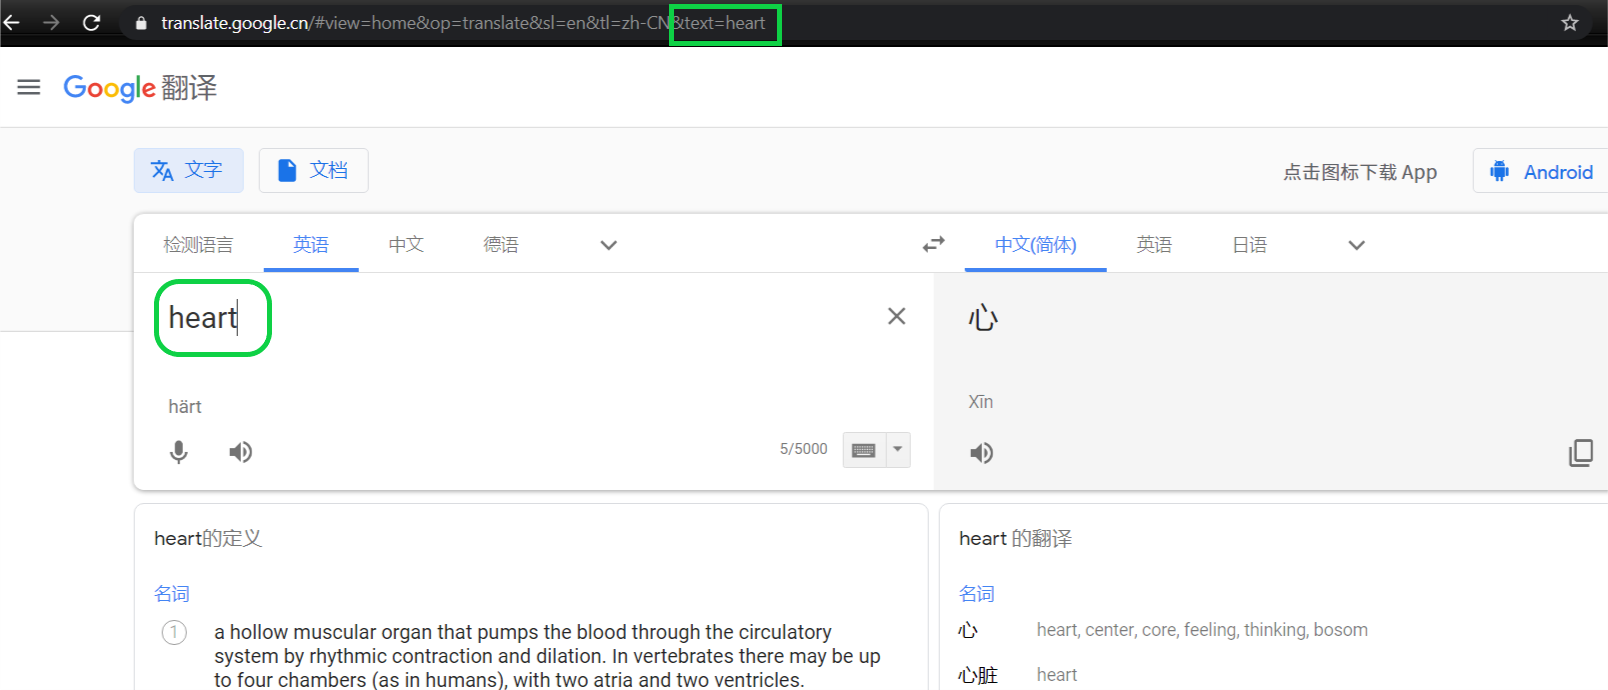 translate.google.cn/#view=home&op=translate&sl=en&tl=zh-CN&text=heart
Google 翻译
文字 文档 点击图标下载 App Android
检测语言 英语 中文 德语 中文(简体) 英语 日语
heart 心
härt Xīn
5/5000
heart的定义
名词
1 a hollow muscular organ that pumps the blood through the circulatory
system by rhythmic contraction and dilation. In vertebrates there may be up
to four chambers (as in humans), with two atria and two ventricles.
heart 的翻译
名词
心 heart, center, core, feeling, thinking, bosom
心脏 heart